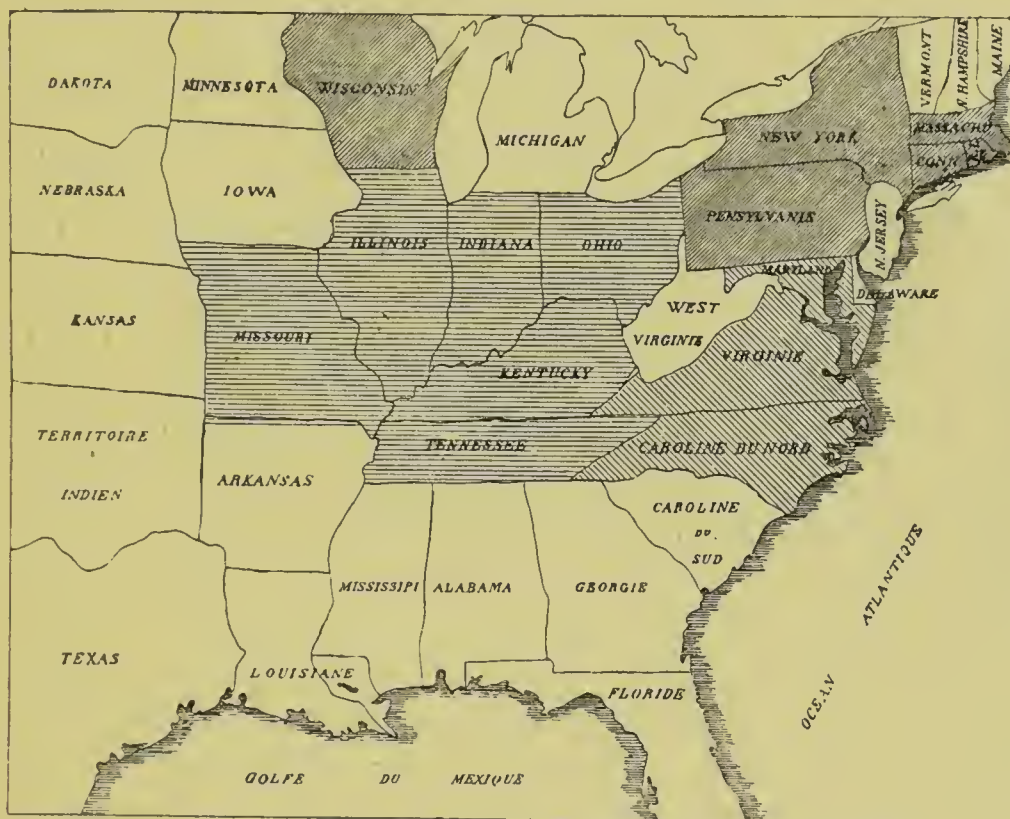 DAKOTA
MINNESOTA
WISCONSIN
MICHIGAN
VERMONT
N. HAMPSHIRE
MAINE
NEW YORK
MASSACHU
CONN
NEBRASKA
IOWA
ILLINOIS
INDIANA
OHIO
PENSYLVANIE
N. JERSEY
MARYLAND
DELAWARE
KANSAS
MISSOURI
KENTUCKY
WEST
VIRGINIE
VIRGINIE
TERRITOIRE
INDIEN
ARKANSAS
TENNESSEE
CAROLINE DU NORD
CAROLINE
DU
SUD
MISSISSIPI
ALABAMA
GEORGIE
TEXAS
LOUISIANE
FLORIDE
OCEAN ATLANTIQUE
GOLFE DU MEXIQUE